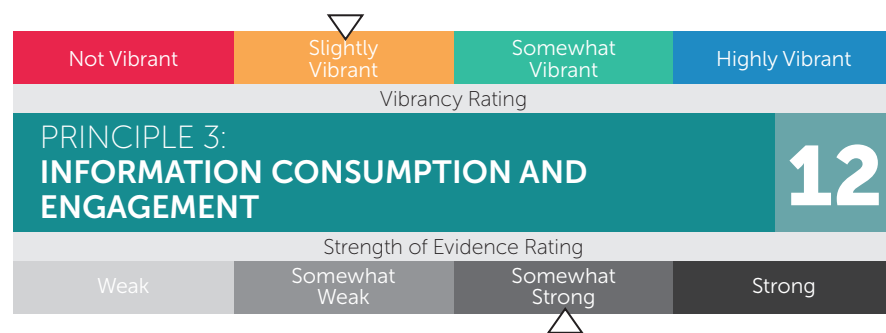 Not Vibrant
Slightly
Vibrant
Somewhat
Vibrant
Highly Vibrant
Vibrancy Rating
PRINCIPLE 3:
INFORMATION CONSUMPTION AND
ENGAGEMENT
12
Strength of Evidence Rating
Weak
Somewhat
Weak
Somewhat
Strong
Strong